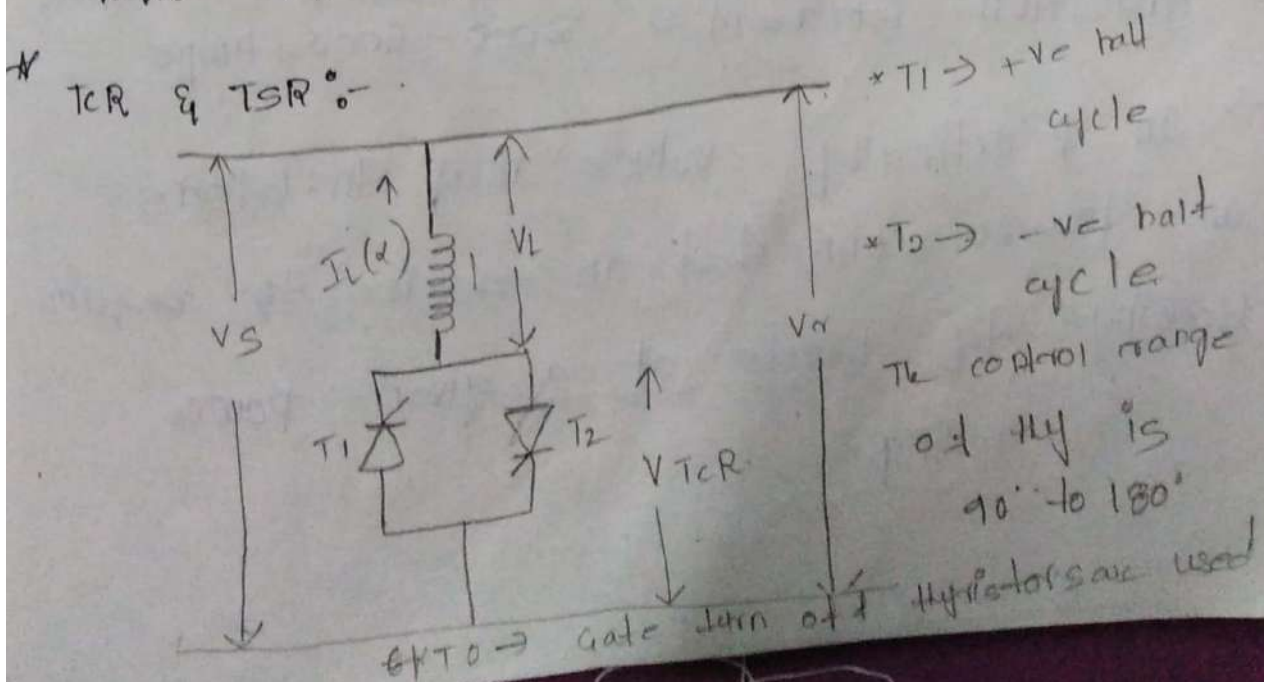 * TCR & TSR :-
* T1 → +ve half
cycle
* T2 → -ve half
cycle
The control range
of thy is
90° to 180°
IL(α)
L
VL
VS
Vr
T1
T2
V TCR
GTO → Gate turn off thyristors are used